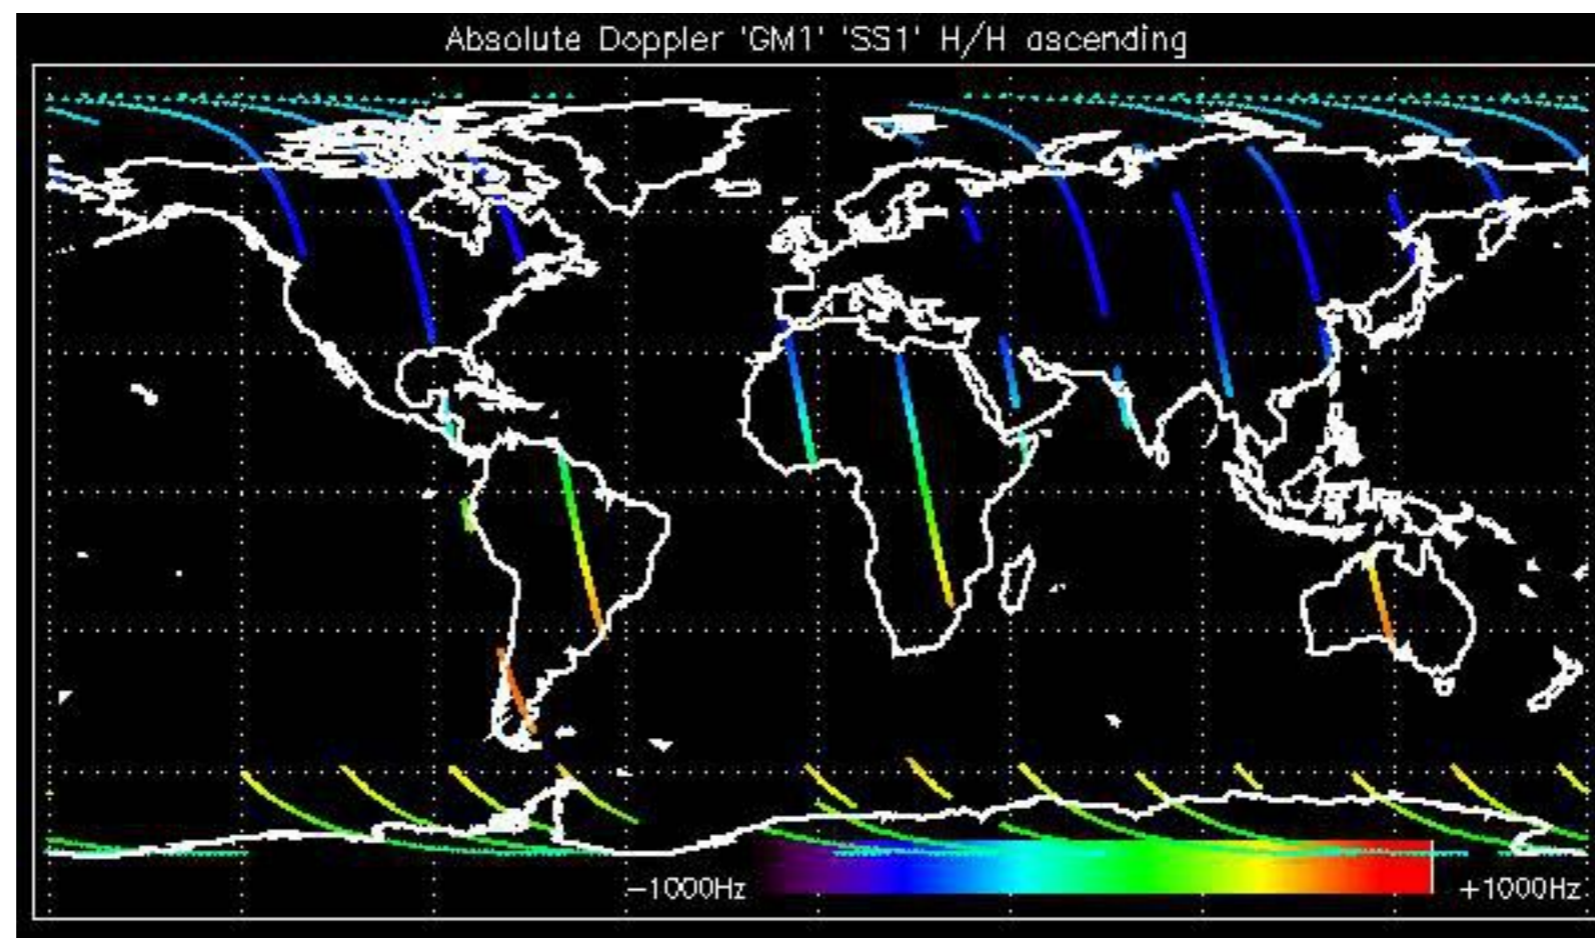 Absolute Doppler 'GM1' 'SS1' H/H ascending
-1000Hz
+1000Hz